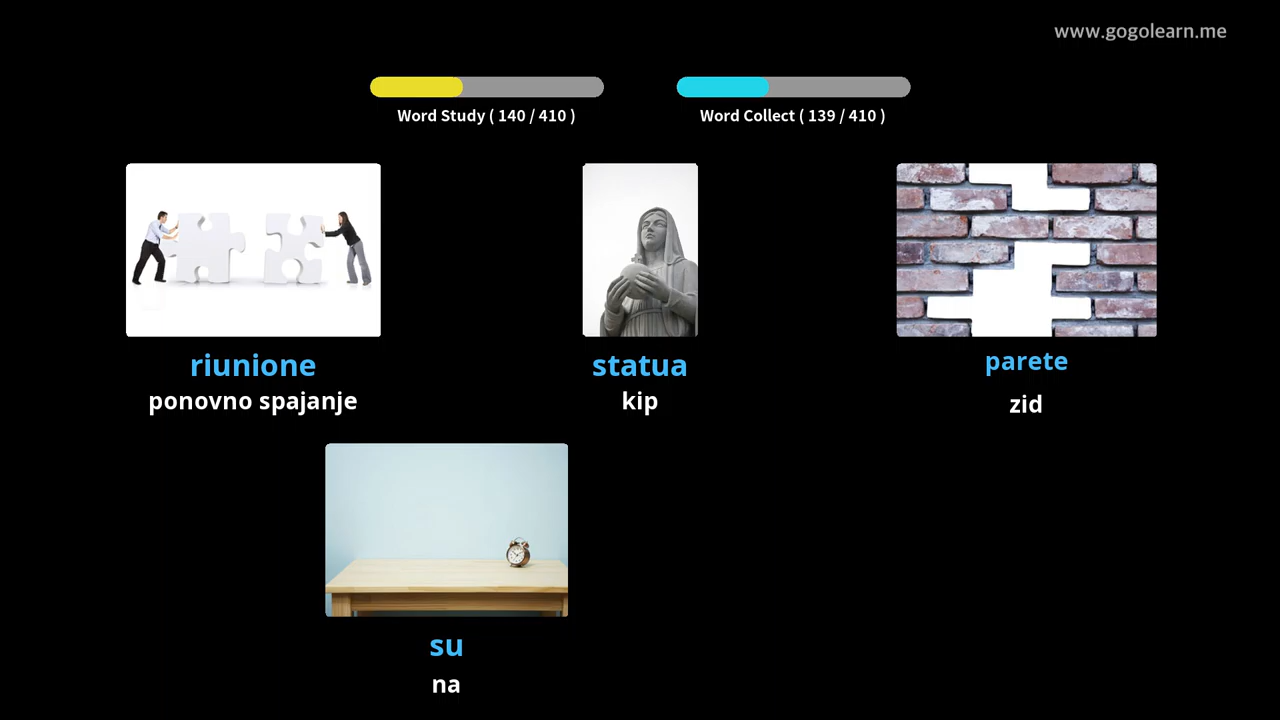 www.gogolearn.me
Word Study ( 140 / 410 )
Word Collect ( 139 / 410 )
riunione
ponovno spajanje
statua
kip
parete
zid
su
na